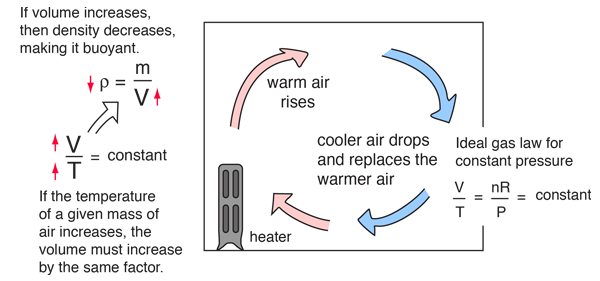 If volume increases,
then density decreases,
making it buoyant.
ρ = m/V
V/T = constant
If the temperature
of a given mass of
air increases, the
volume must increase
by the same factor.
warm air
rises
cooler air drops
and replaces the
warmer air
heater
Ideal gas law for
constant pressure
V/T = nR/P = constant